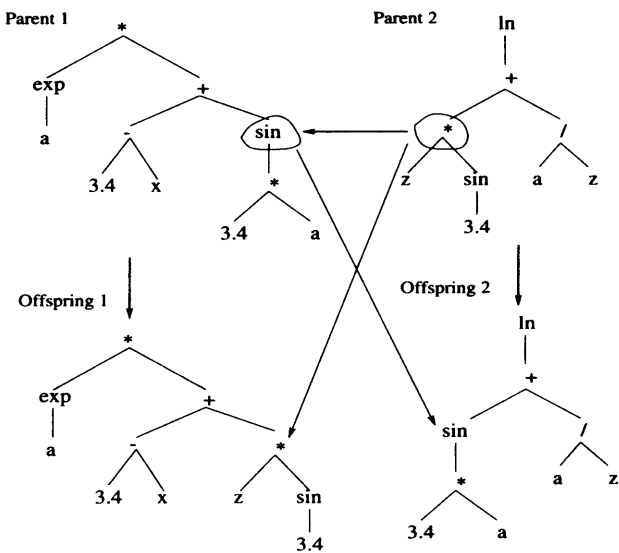 Parent 1
Parent 2
*
ln
exp
+
+
a
-
sin
*
/
3.4
x
*
z
sin
a
z
3.4
a
3.4
Offspring 1
Offspring 2
*
ln
exp
+
+
a
-
*
sin
/
3.4
x
z
sin
*
a
z
3.4
3.4
a